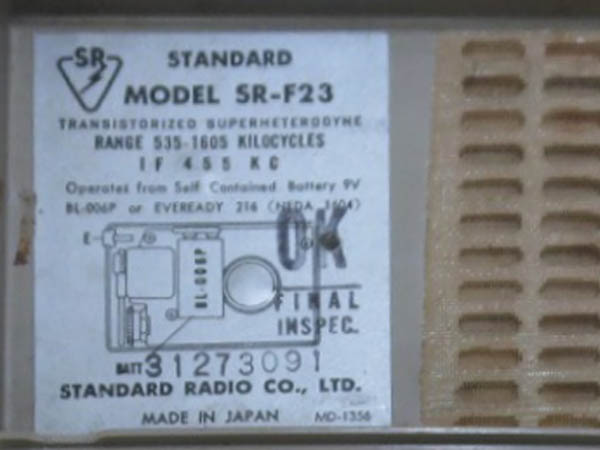 SR
STANDARD
MODEL SR-F23
TRANSISTORIZED SUPERHETERODYNE
RANGE 535-1605 KILOCYCLES
IF 455 KC
Operates from Self Contained Battery 9V
BL-006P or EVEREADY 216 (NEDA 1604)
OK
E
BL-006P
FINAL
INSPEC.
BATT
31273091
STANDARD RADIO CO., LTD.
MADE IN JAPAN MD-1356